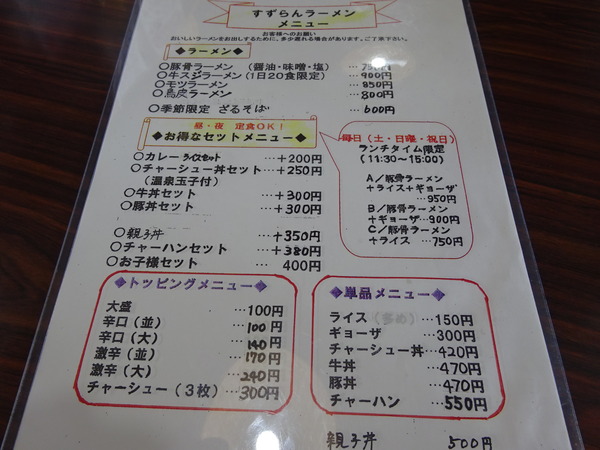 すずらんラーメン
メニュー
お客様へのお願い
おいしいラーメンをお出しするために、多少遅れる場合があります。ご了承下さい。
◆ラーメン◆
○豚骨ラーメン （醤油・味噌・塩） …750円
○牛スジラーメン（1日20食限定） …900円
○モツラーメン …850円
○鳥皮ラーメン …800円
○季節限定 ざるそば …600円
昼・夜 定食OK！
◆お得なセットメニュー◆
○カレーライスセット …＋200円
○チャーシュー丼セット…＋250円
（温泉玉子付）
○牛丼セット …＋300円
○豚丼セット …＋300円
○親子丼 …＋350円
○チャーハンセット …＋380円
○お子様セット … 400円
毎日（土・日曜・祝日）
ランチタイム限定
（11:30～15:00）
A／豚骨ラーメン
＋ライス＋ギョーザ
…950円
B／豚骨ラーメン
＋ギョーザ…900円
C／豚骨ラーメン
＋ライス …750円
◆トッピングメニュー◆
大盛 …100円
辛口（並） …100円
辛口（大） …140円
激辛（並） …170円
激辛（大） …240円
チャーシュー（3枚）…300円
◆単品メニュー◆
ライス（多め）…150円
ギョーザ …300円
チャーシュー丼…420円
牛丼 …470円
豚丼 …470円
チャーハン …550円
親子丼 500円